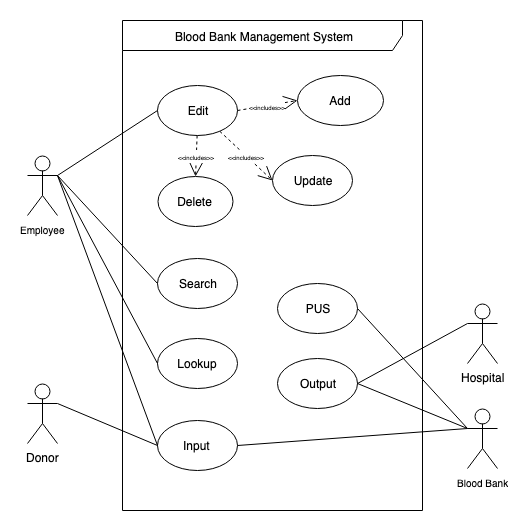 Blood Bank Management System
Edit
<<includes>>
Add
<<includes>>
<<includes>>
Delete
Update
Employee
Search
PUS
Lookup
Output
Hospital
Donor
Input
Blood Bank